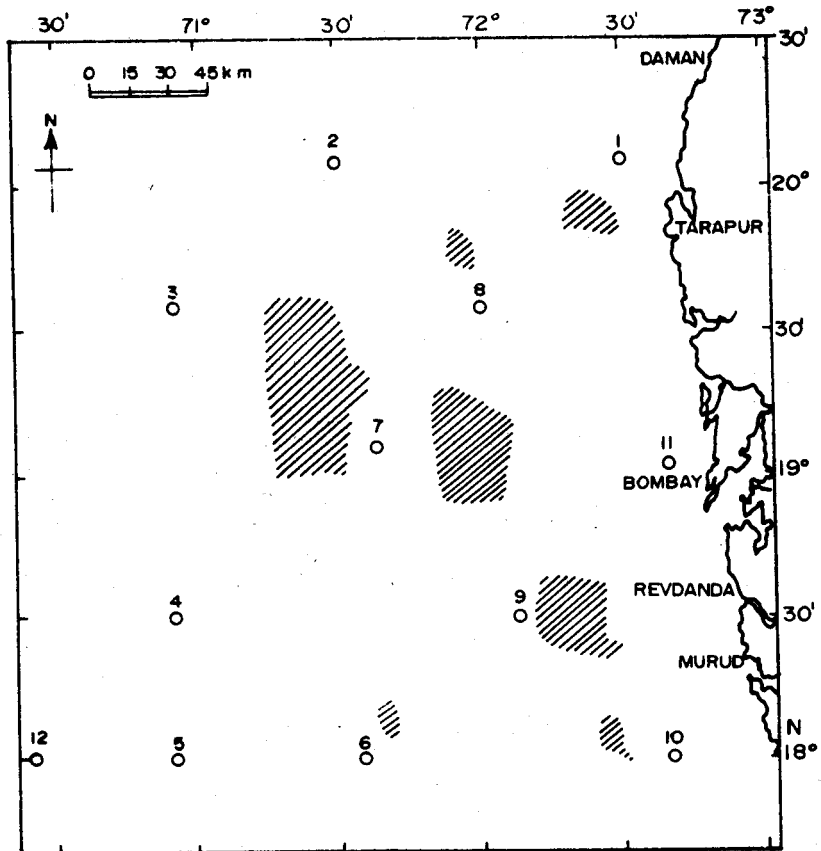 30' 71° 30' 72° 30' 73°
30'
DAMAN
0 15 30 45 km
N
2 1
20°
TARAPUR
3 8
30'
7
11
19°
BOMBAY
REVDANDA
4 9
30'
MURUD
N
12 5 6 10
18°